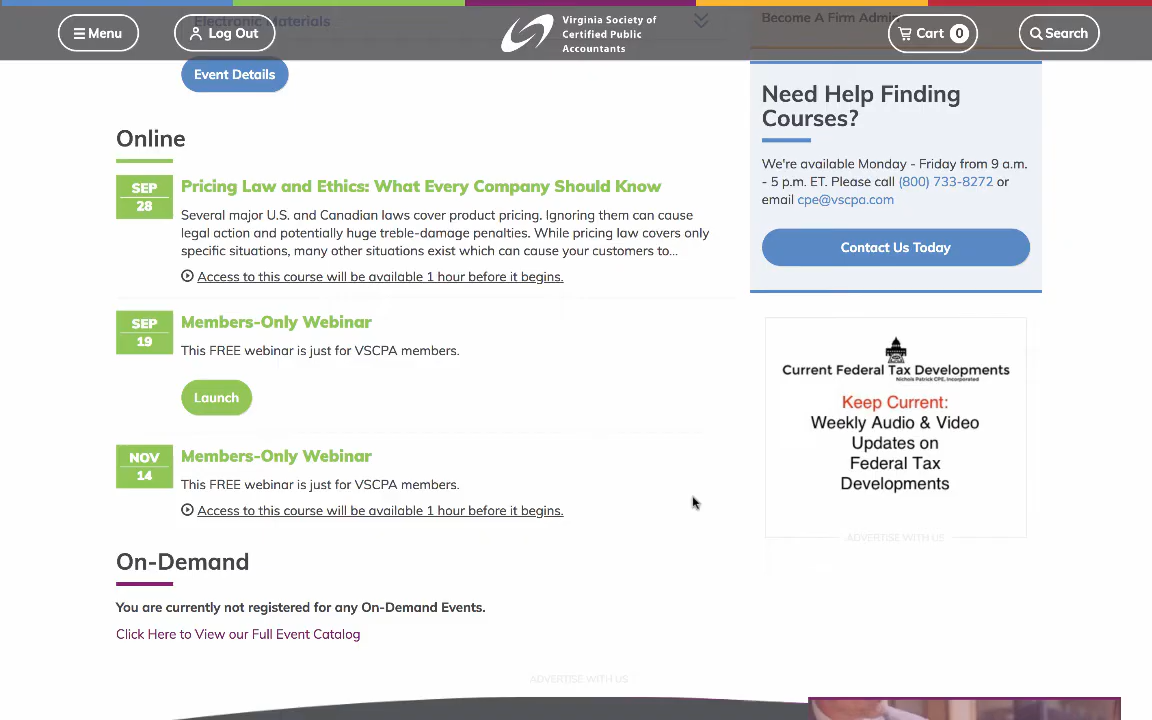 Electronic Materials
Become A Firm Admin
Menu
Log Out
Virginia Society of
Certified Public
Accountants
Cart 0
Search
Event Details
Online
SEP
28
Pricing Law and Ethics: What Every Company Should Know
Several major U.S. and Canadian laws cover product pricing. Ignoring them can cause
legal action and potentially huge treble-damage penalties. While pricing law covers only
specific situations, many other situations exist which can cause your customers to...
Access to this course will be available 1 hour before it begins.
SEP
19
Members-Only Webinar
This FREE webinar is just for VSCPA members.
Launch
NOV
14
Members-Only Webinar
This FREE webinar is just for VSCPA members.
Access to this course will be available 1 hour before it begins.
On-Demand
You are currently not registered for any On-Demand Events.
Click Here to View our Full Event Catalog
Need Help Finding
Courses?
We're available Monday - Friday from 9 a.m.
- 5 p.m. ET. Please call (800) 733-8272 or
email cpe@vscpa.com
Contact Us Today
Current Federal Tax Developments
Nichols Patrick CPE, Incorporated
Keep Current:
Weekly Audio & Video
Updates on
Federal Tax
Developments
ADVERTISE WITH US
ADVERTISE WITH US